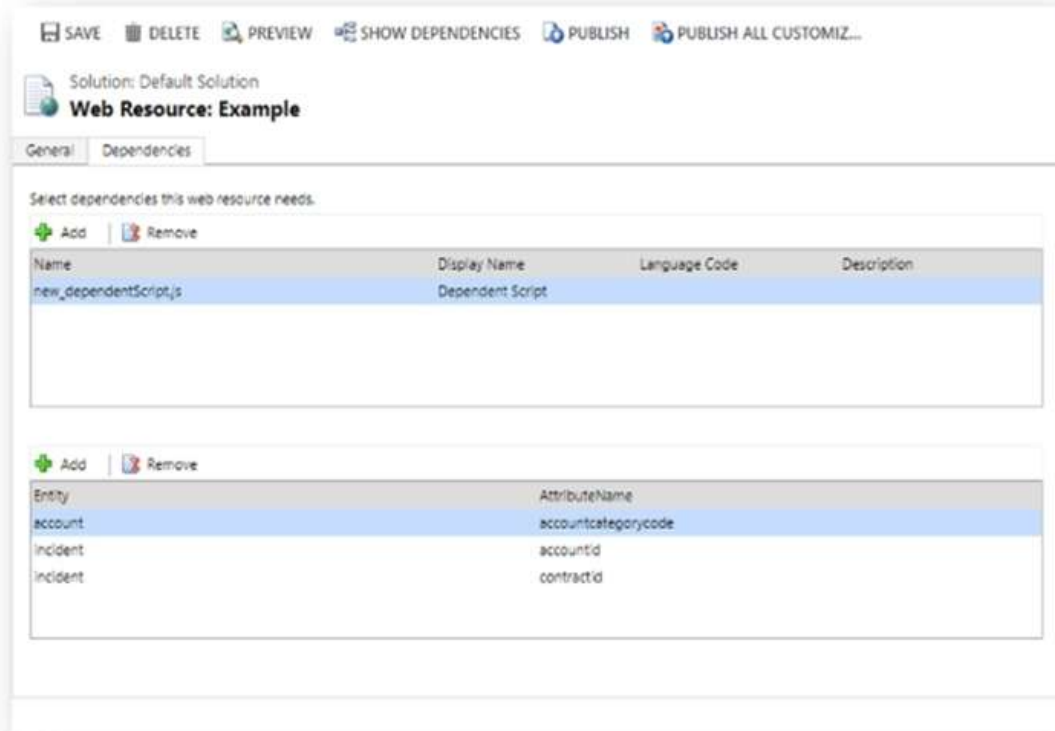 SAVE DELETE PREVIEW SHOW DEPENDENCIES PUBLISH PUBLISH ALL CUSTOMIZ...
Solution: Default Solution
Web Resource: Example
General Dependencies
Select dependencies this web resource needs.
Add Remove
Name Display Name Language Code Description
new_dependentScript.js Dependent Script
Add Remove
Entity AttributeName
account accountcategorycode
incident accountid
incident contractid